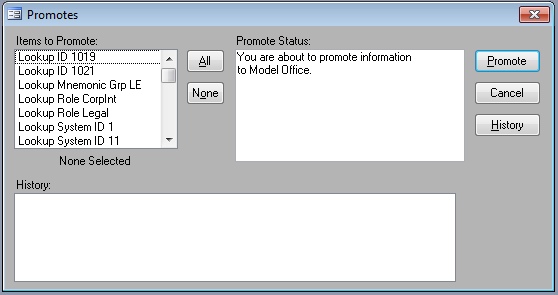 Promotes
Items to Promote:
Lookup ID 1019
Lookup ID 1021
Lookup Mnemonic Grp LE
Lookup Role CorpInt
Lookup Role Legal
Lookup System ID 1
Lookup System ID 11
None Selected
All
None
Promote Status:
You are about to promote information
to Model Office.
Promote
Cancel
History
History: